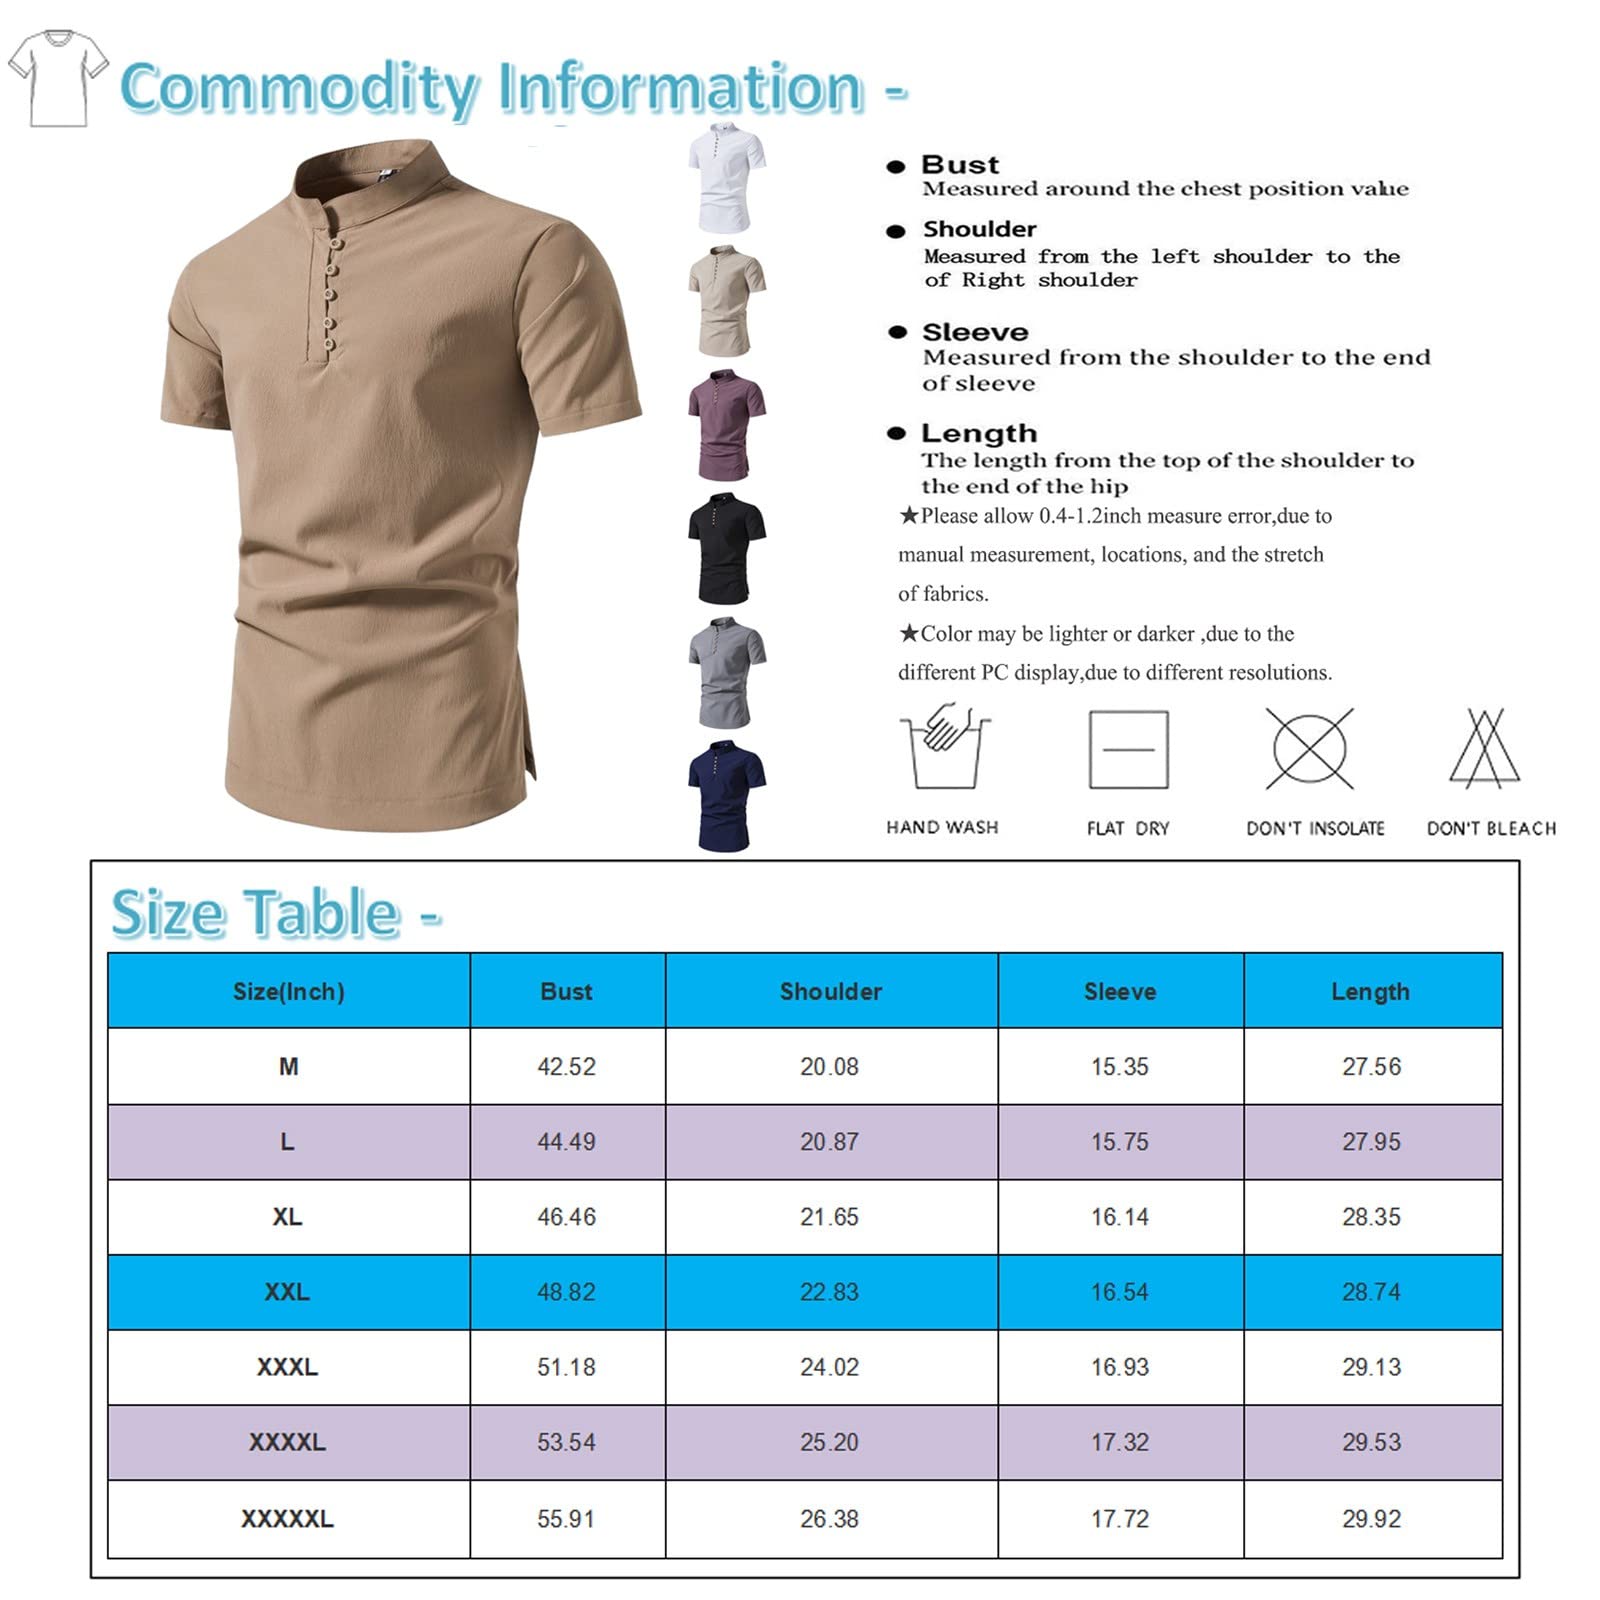 Commodity Information -
Bust
Measured around the chest position value
Shoulder
Measured from the left shoulder to the
of Right shoulder
Sleeve
Measured from the shoulder to the end
of sleeve
Length
The length from the top of the shoulder to
the end of the hip
★Please allow 0.4-1.2inch measure error,due to
manual measurement, locations, and the stretch
of fabrics.
★Color may be lighter or darker ,due to the
different PC display,due to different resolutions.
HAND WASH FLAT DRY DON'T INSOLATE DON'T BLEACH
Size Table -
Size(Inch) Bust Shoulder Sleeve Length
M 42.52 20.08 15.35 27.56
L 44.49 20.87 15.75 27.95
XL 46.46 21.65 16.14 28.35
XXL 48.82 22.83 16.54 28.74
XXXL 51.18 24.02 16.93 29.13
XXXXL 53.54 25.20 17.32 29.53
XXXXXL 55.91 26.38 17.72 29.92